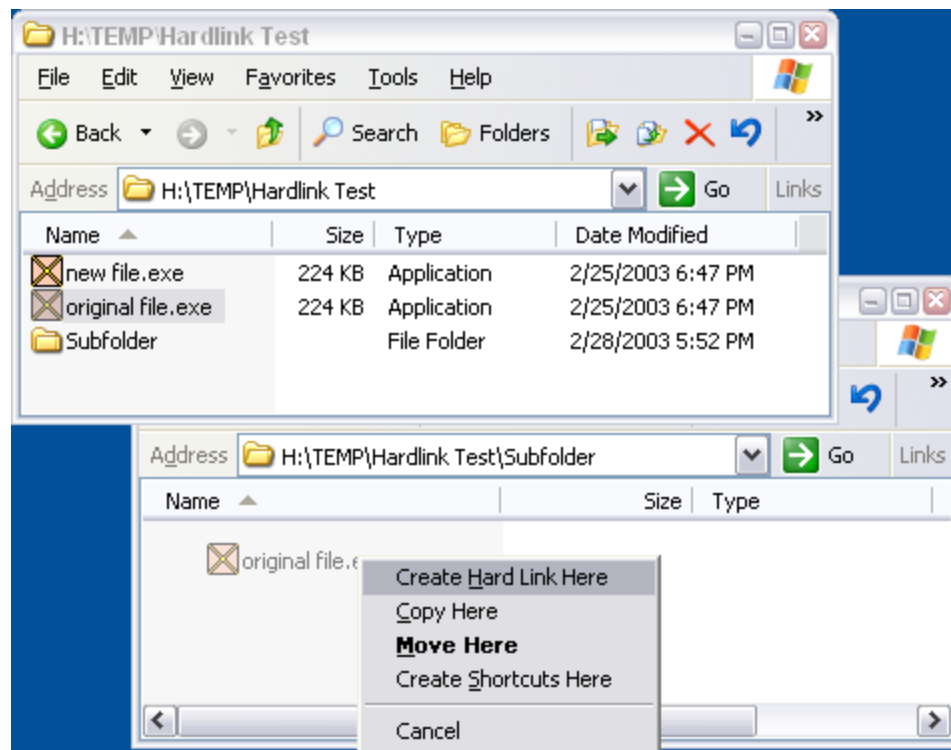 H:\TEMP\Hardlink Test
File Edit View Favorites Tools Help
Back Search Folders »
Address H:\TEMP\Hardlink Test Go Links
Name Size Type Date Modified
new file.exe 224 KB Application 2/25/2003 6:47 PM
original file.exe 224 KB Application 2/25/2003 6:47 PM
Subfolder File Folder 2/28/2003 5:52 PM
»
Address H:\TEMP\Hardlink Test\Subfolder Go Links
Name Size Type
original file.e
Create Hard Link Here
Copy Here
Move Here
Create Shortcuts Here
Cancel